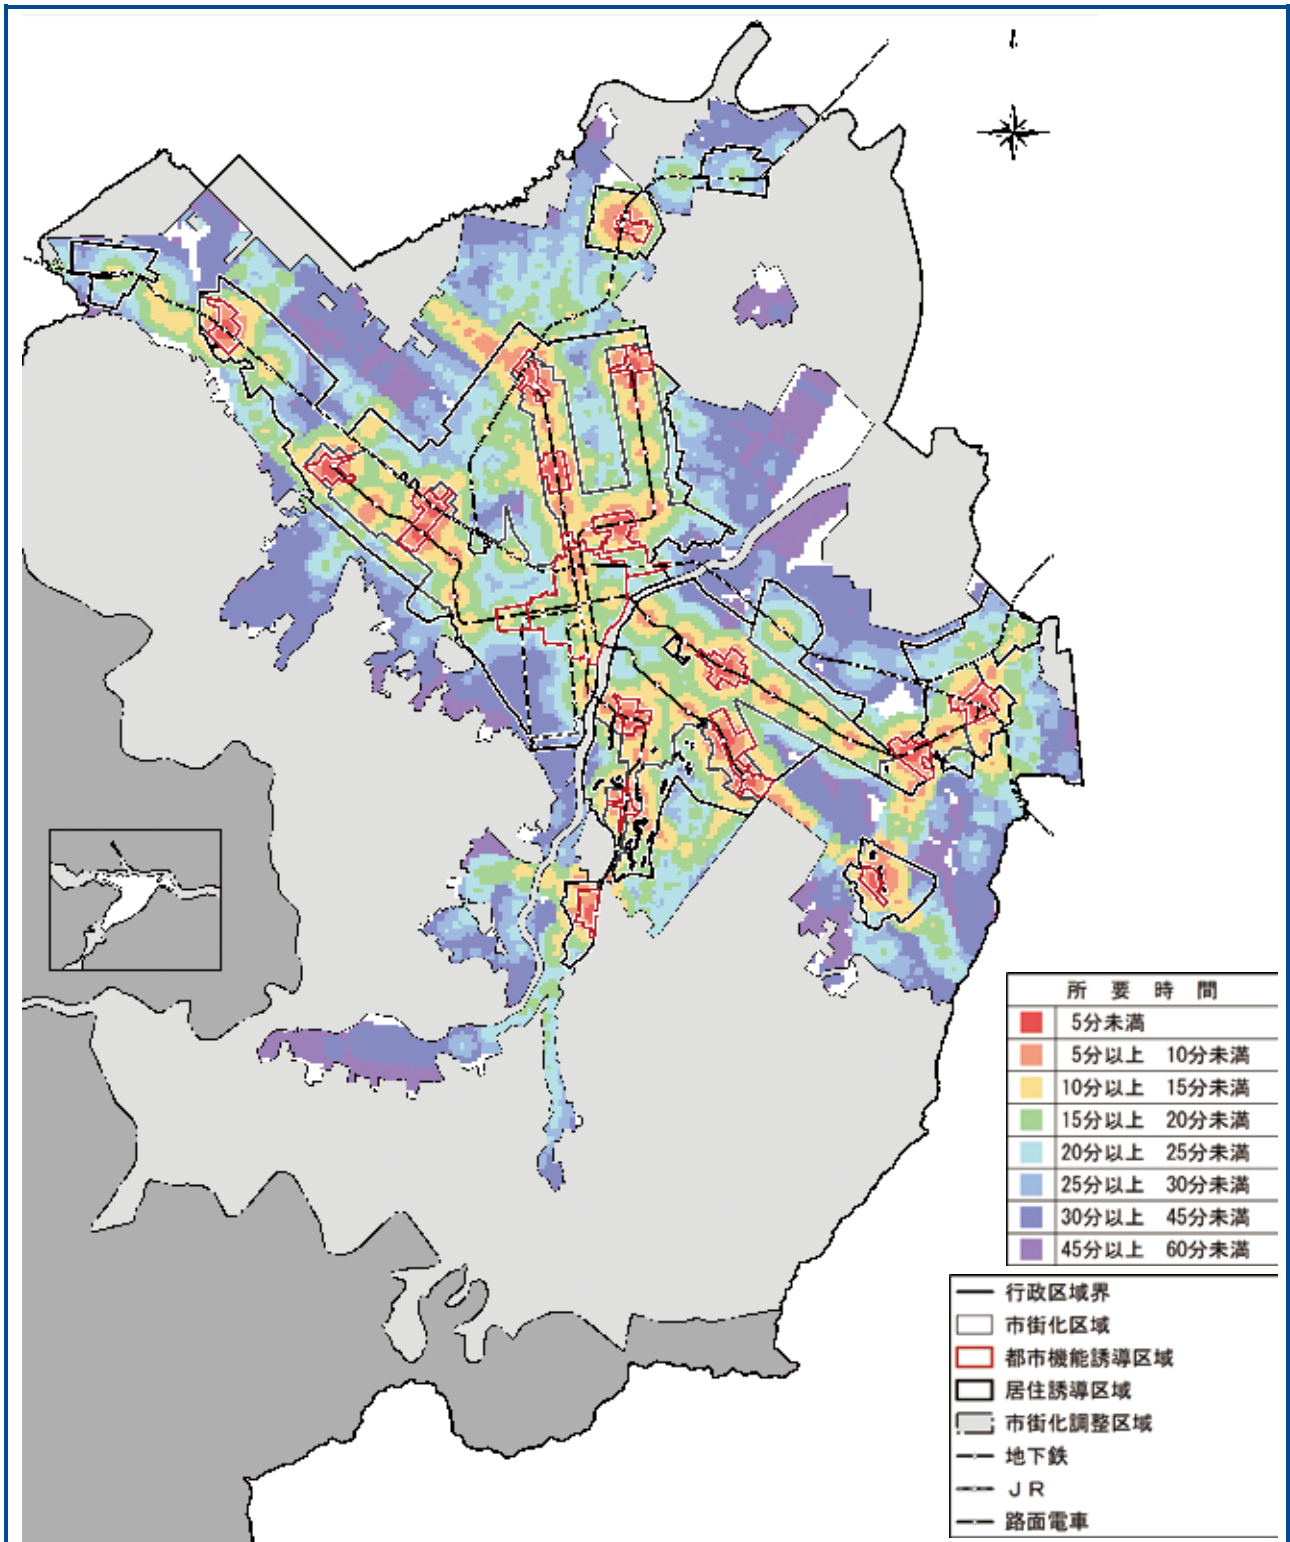 所要時間
5分未満
5分以上 10分未満
10分以上 15分未満
15分以上 20分未満
20分以上 25分未満
25分以上 30分未満
30分以上 45分未満
45分以上 60分未満
行政区域界
市街化区域
都市機能誘導区域
居住誘導区域
市街化調整区域
地下鉄
JR
路面電車